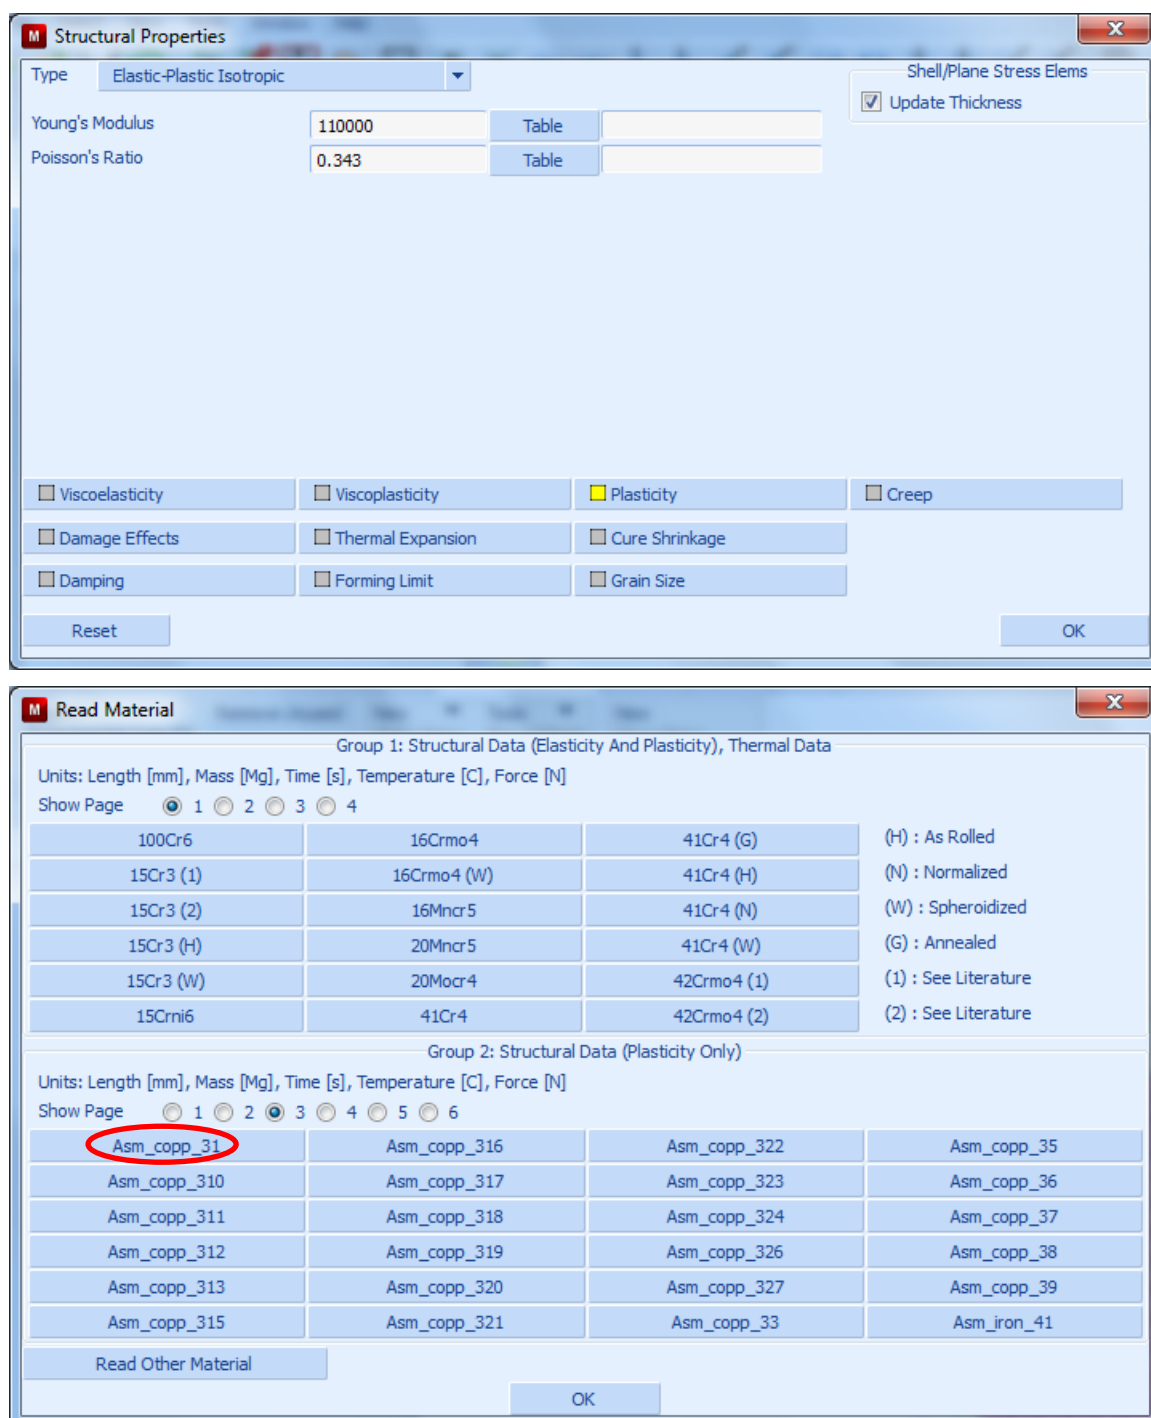 M Structural Properties
Type Elastic-Plastic Isotropic Shell/Plane Stress Elems
Update Thickness
Young's Modulus 110000 Table
Poisson's Ratio 0.343 Table
Viscoelasticity Viscoplasticity Plasticity Creep
Damage Effects Thermal Expansion Cure Shrinkage
Damping Forming Limit Grain Size
Reset OK
M Read Material
Group 1: Structural Data (Elasticity And Plasticity), Thermal Data
Units: Length [mm], Mass [Mg], Time [s], Temperature [C], Force [N]
Show Page 1 2 3 4
100Cr6 16Crmo4 41Cr4 (G) (H) : As Rolled
15Cr3 (1) 16Crmo4 (W) 41Cr4 (H) (N) : Normalized
15Cr3 (2) 16Mncr5 41Cr4 (N) (W) : Spheroidized
15Cr3 (H) 20Mncr5 41Cr4 (W) (G) : Annealed
15Cr3 (W) 20Mocr4 42Crmo4 (1) (1) : See Literature
15Crni6 41Cr4 42Crmo4 (2) (2) : See Literature
Group 2: Structural Data (Plasticity Only)
Units: Length [mm], Mass [Mg], Time [s], Temperature [C], Force [N]
Show Page 1 2 3 4 5 6
Asm_copp_31 Asm_copp_316 Asm_copp_322 Asm_copp_35
Asm_copp_310 Asm_copp_317 Asm_copp_323 Asm_copp_36
Asm_copp_311 Asm_copp_318 Asm_copp_324 Asm_copp_37
Asm_copp_312 Asm_copp_319 Asm_copp_326 Asm_copp_38
Asm_copp_313 Asm_copp_320 Asm_copp_327 Asm_copp_39
Asm_copp_315 Asm_copp_321 Asm_copp_33 Asm_iron_41
Read Other Material
OK